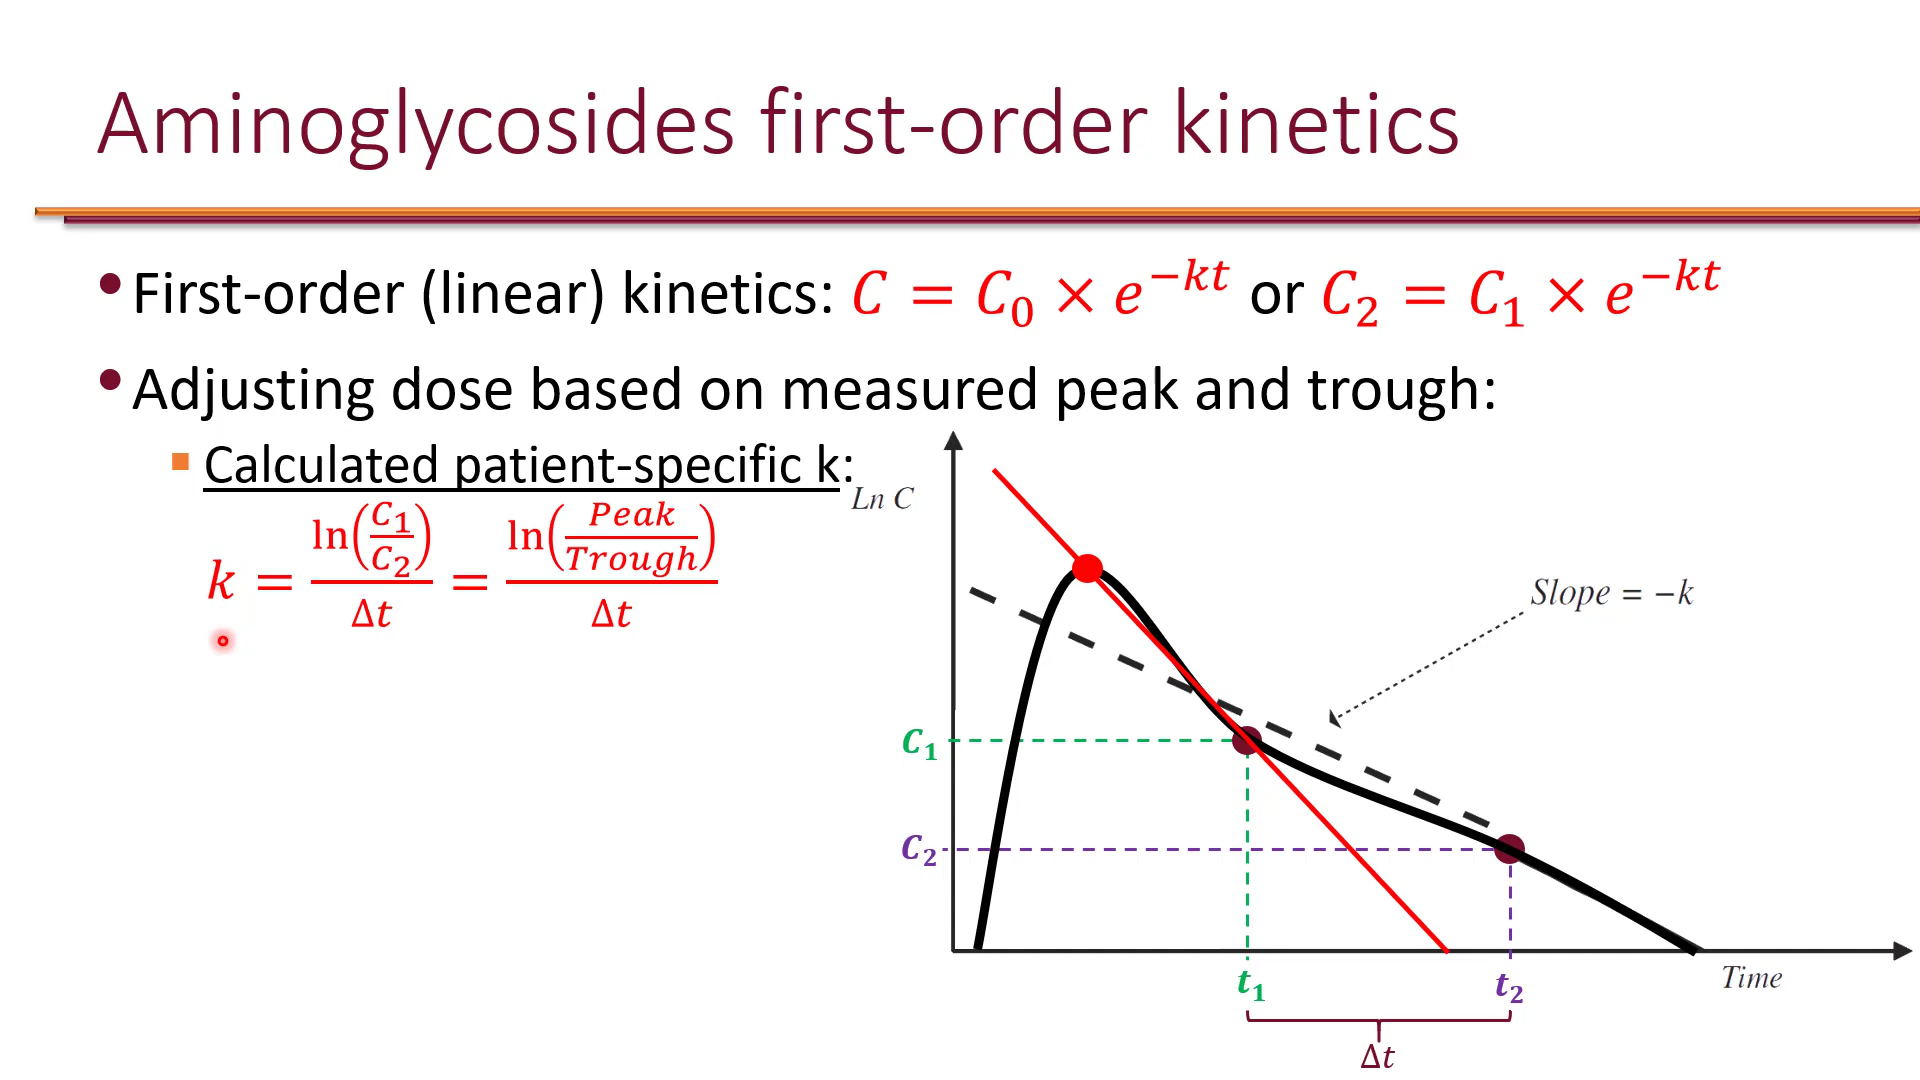 Aminoglycosides first-order kinetics
• First-order (linear) kinetics: C = C₀ × e^{−kt} or C₂ = C₁ × e^{−kt}
• Adjusting dose based on measured peak and trough:
▪ Calculated patient-specific k:
k = ln(C₁/C₂)/Δt = ln(Peak/Trough)/Δt
Ln C
Slope = −k
C₁
C₂
t₁
t₂
Time
Δt